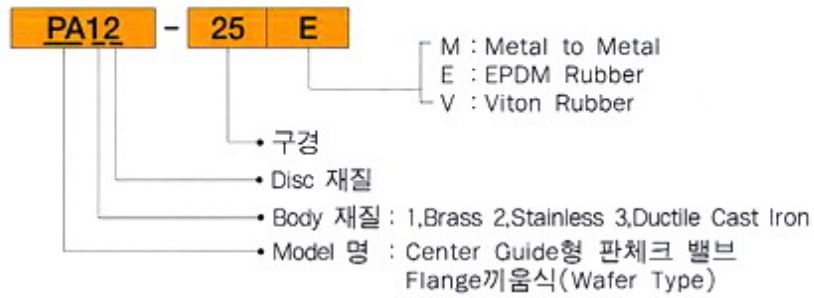 PA12 - 25 E
M : Metal to Metal
E : EPDM Rubber
V : Viton Rubber
• 구경
• Disc 재질
• Body 재질 : 1,Brass 2,Stainless 3,Ductile Cast Iron
• Model 명 : Center Guide형 판체크 밸브
Flange끼움식(Wafer Type)